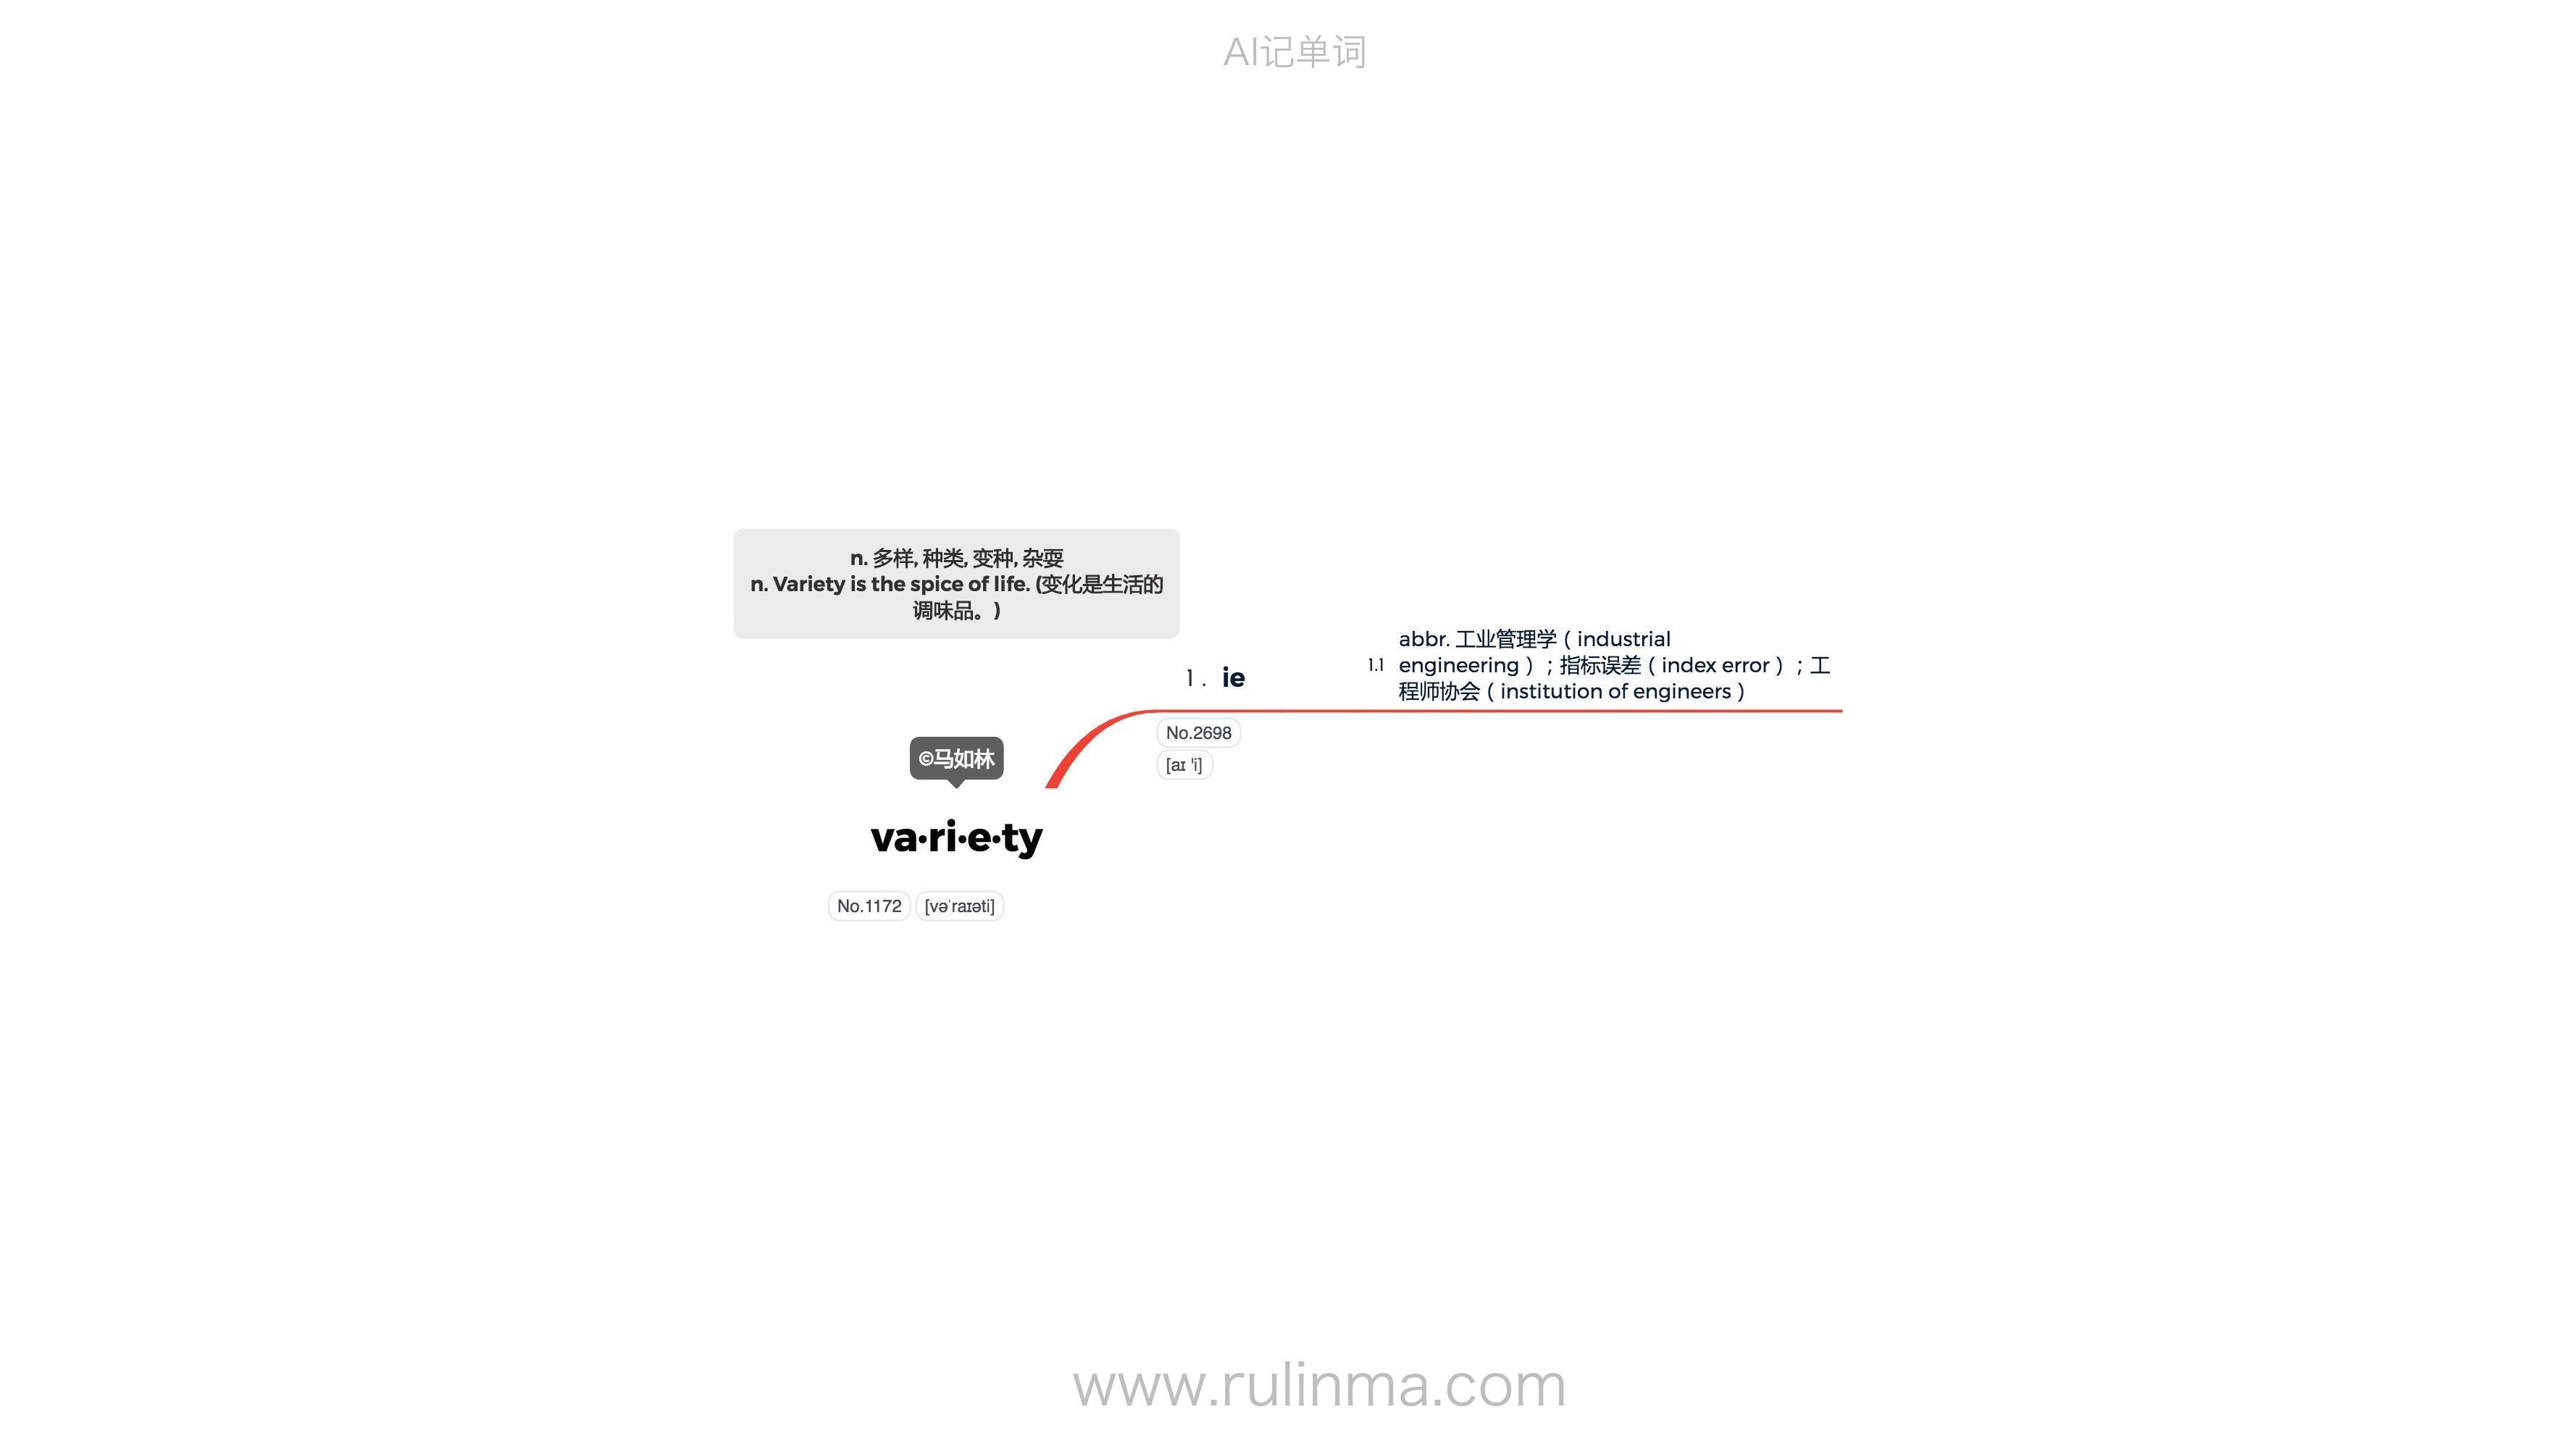 AI记单词
n. 多样, 种类, 变种, 杂耍
n. Variety is the spice of life. (变化是生活的
调味品。)
1. ie
1.1 abbr. 工业管理学（industrial
engineering）；指标误差（index error）；工
程师协会（institution of engineers）
No.2698
[aɪ 'i]
©马如林
va·ri·e·ty
No.1172 [vəˈraɪəti]
www.rulinma.com